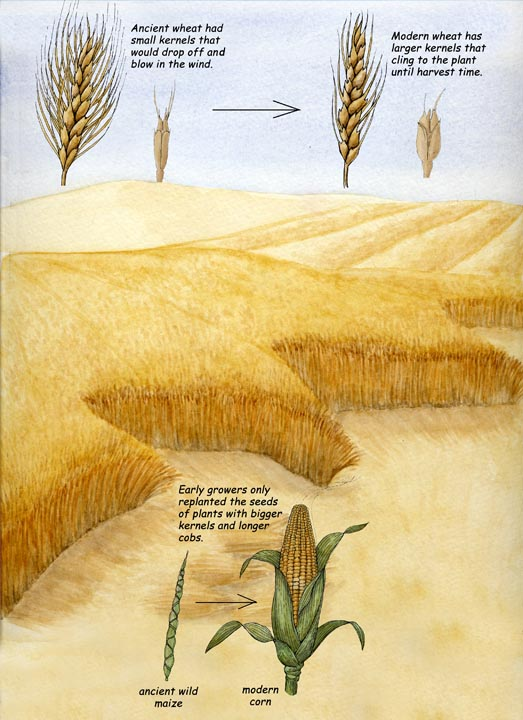 Ancient wheat had
small kernels that
would drop off and
blow in the wind.
Modern wheat has
larger kernels that
cling to the plant
until harvest time.
Early growers only
replanted the seeds
of plants with bigger
kernels and longer
cobs.
ancient wild
maize
modern
corn